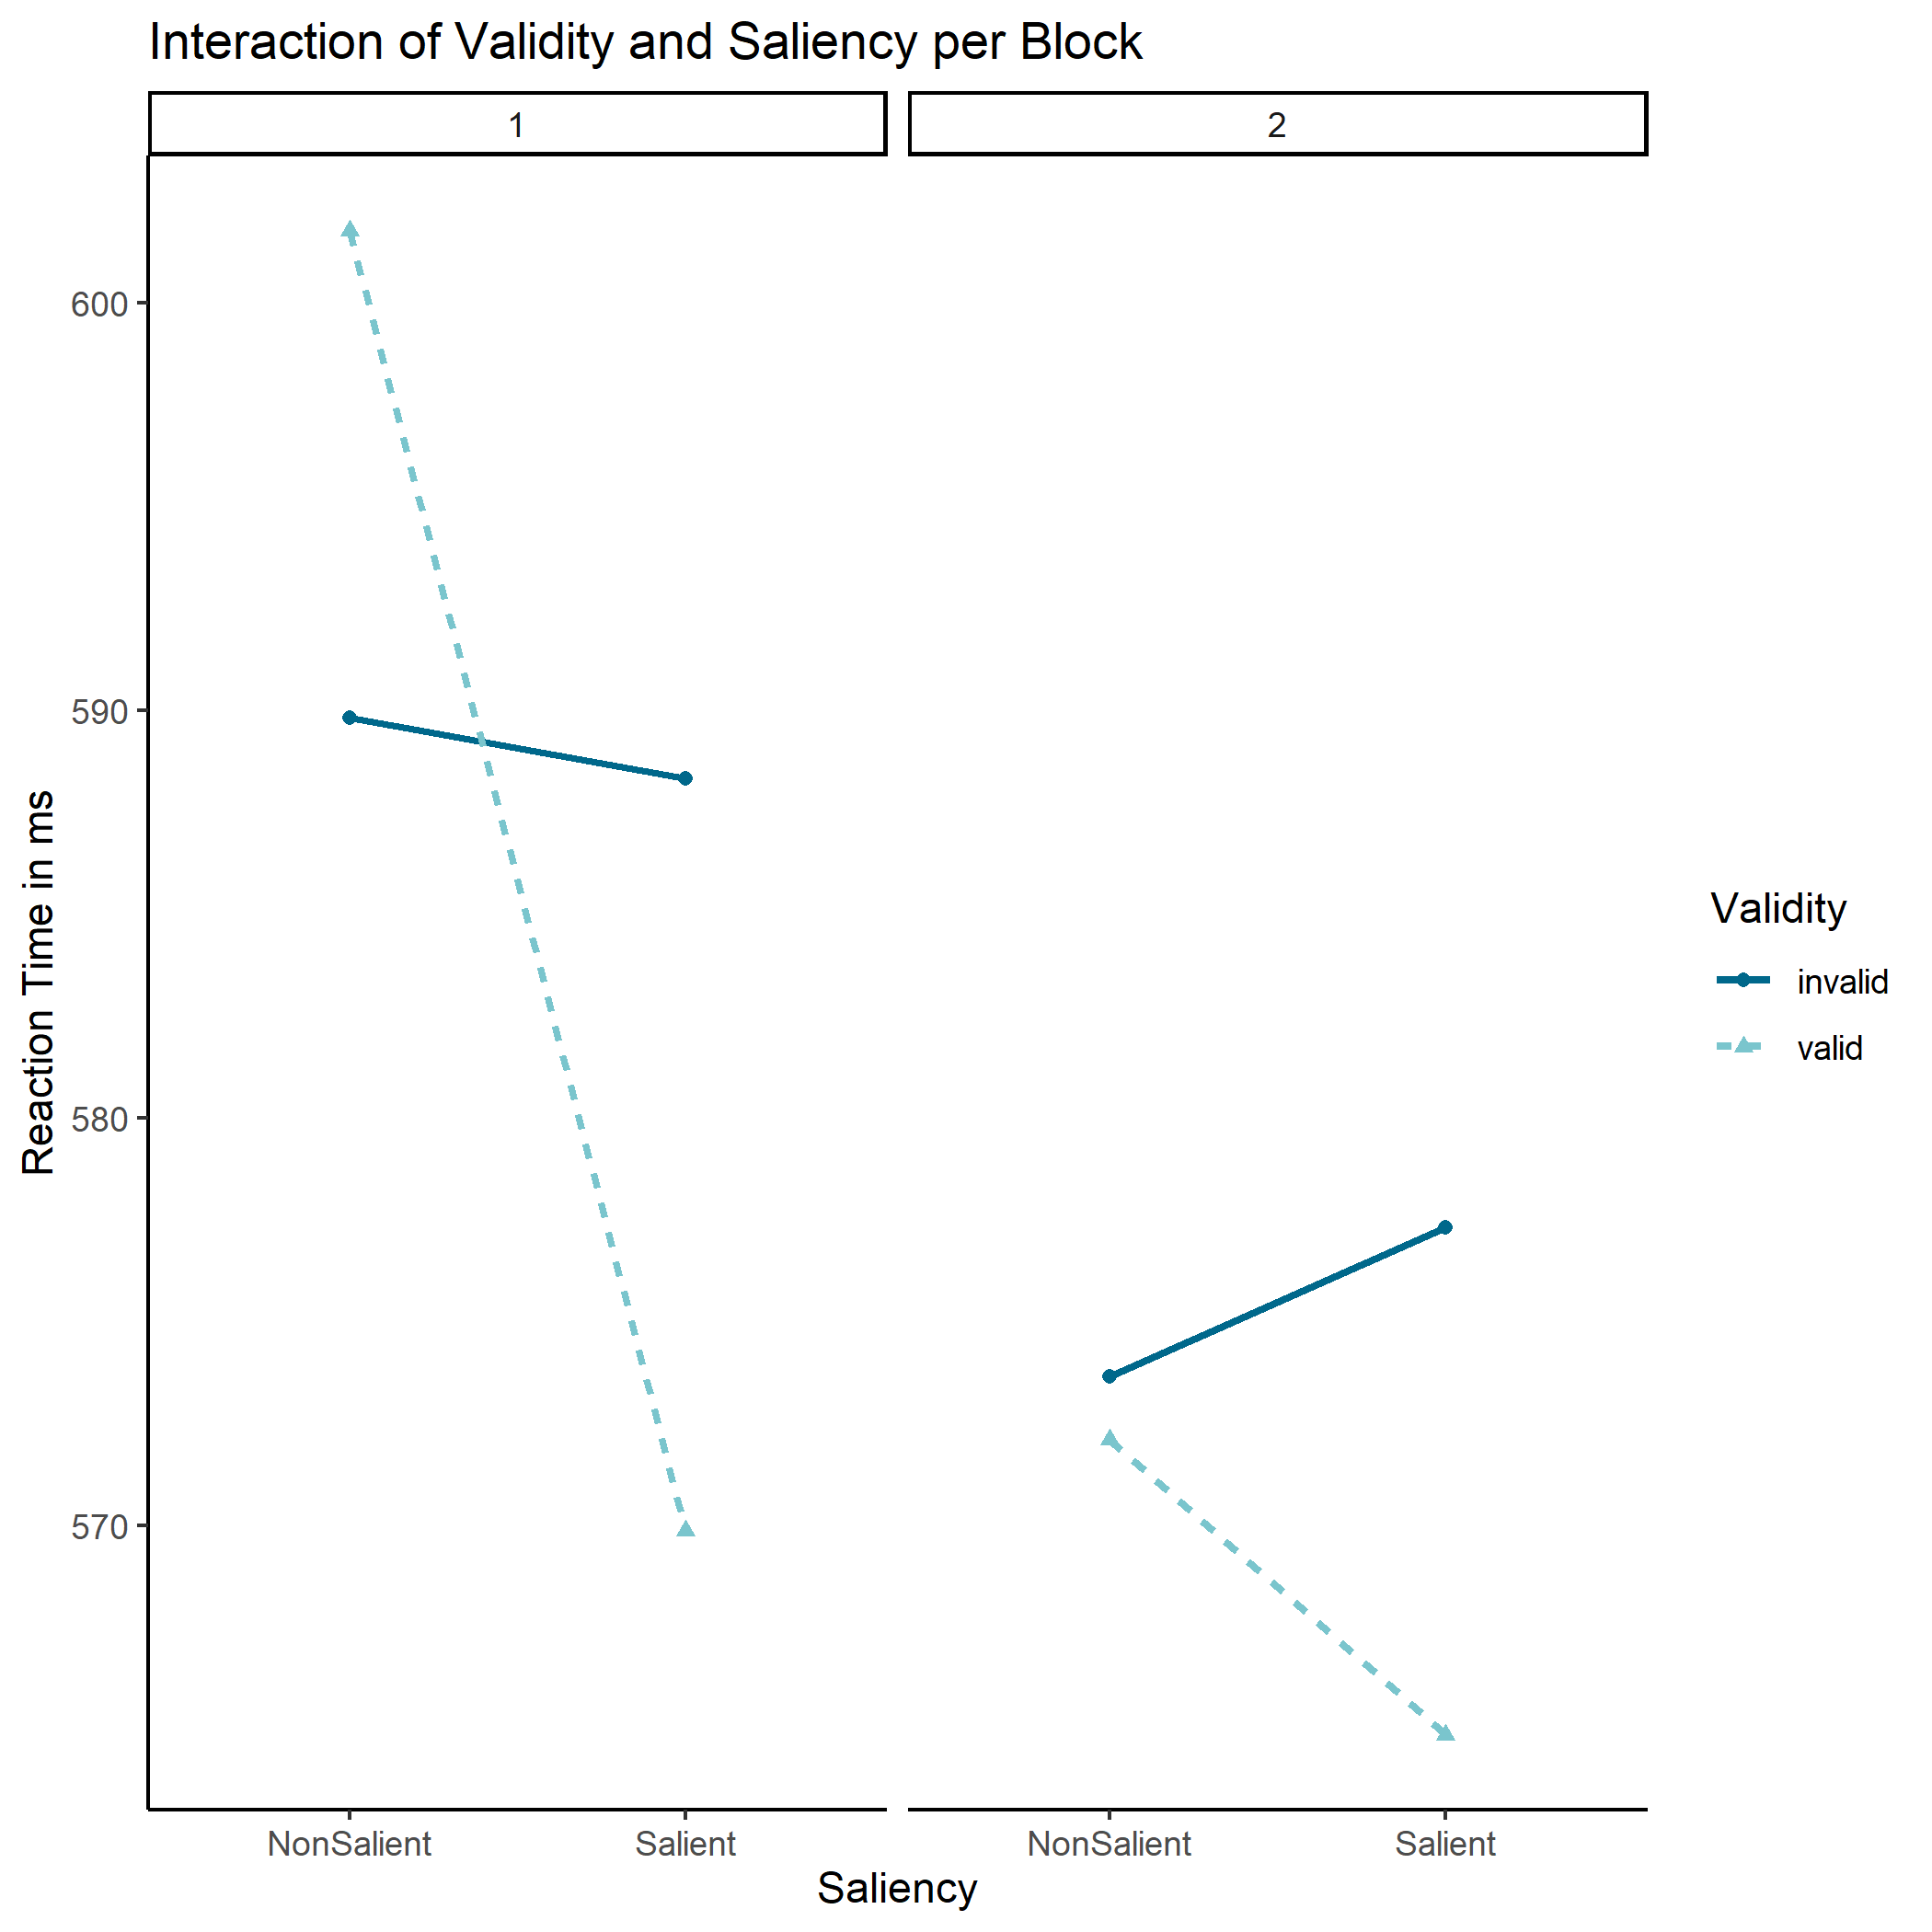 Interaction of Validity and Saliency per Block
1
2
600
590
580
570
Reaction Time in ms
NonSalient
Salient
NonSalient
Salient
Saliency
Validity
invalid
valid